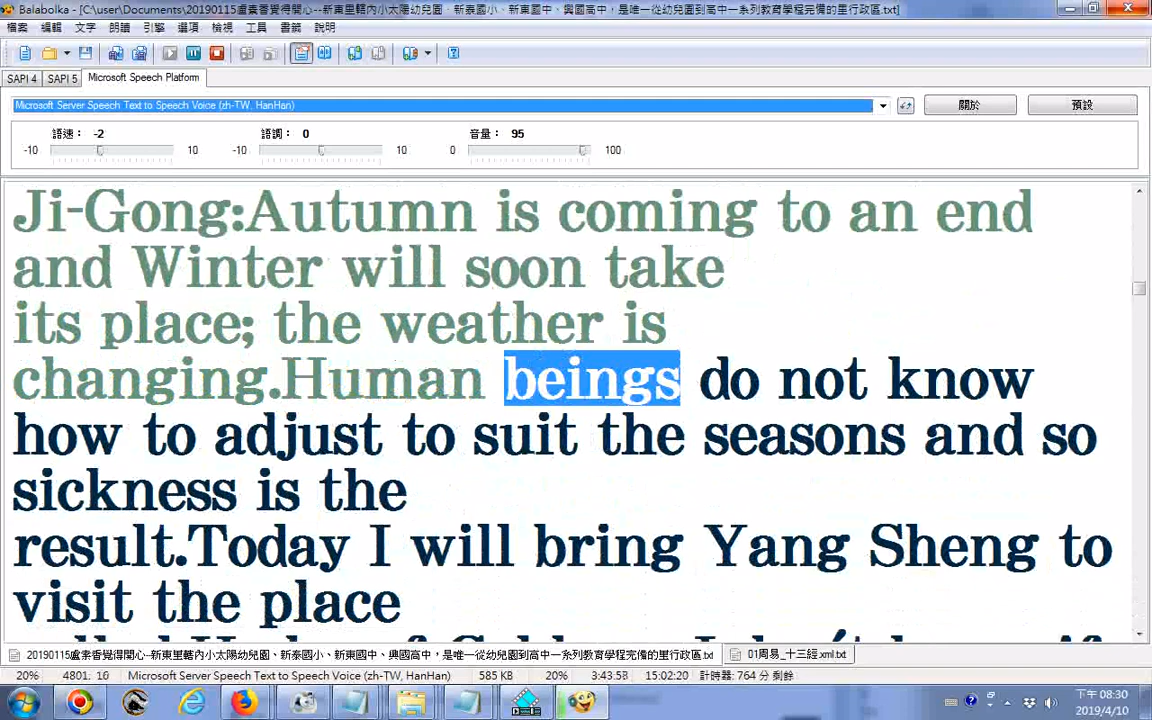 Balabolka - [C:\user\Documents\20190115盧素香覺得開心--新東里轄內小太陽幼兒園、新泰國小、新東國中、興國高中，是唯一從幼兒園到高中一系列教育學程完備的里行政區.txt]
檔案 編輯 文字 朗讀 引擎 選項 檢視 工具 書籤 說明
SAPI 4 SAPI 5 Microsoft Speech Platform
Microsoft Server Speech Text to Speech Voice (zh-TW, HanHan)
關於 預設
語速： -2 語調： 0 音量： 95
-10 10 -10 10 0 100
Ji-Gong:Autumn is coming to an end
and Winter will soon take
its place; the weather is
changing.Human beings do not know
how to adjust to suit the seasons and so
sickness is the
result.Today I will bring Yang Sheng to
visit the place
20190115盧素香覺得開心--新東里轄內小太陽幼兒園、新泰國小、新東國中、興國高中，是唯一從幼兒園到高中一系列教育學程完備的里行政區.txt 01周易_十三經.xml.txt
20% 4801: 16 Microsoft Server Speech Text to Speech Voice (zh-TW, HanHan) 585 KB 20% 3:43:58 15:02:20 計時器: 764 分 剩餘
下午 08:30
2019/4/10